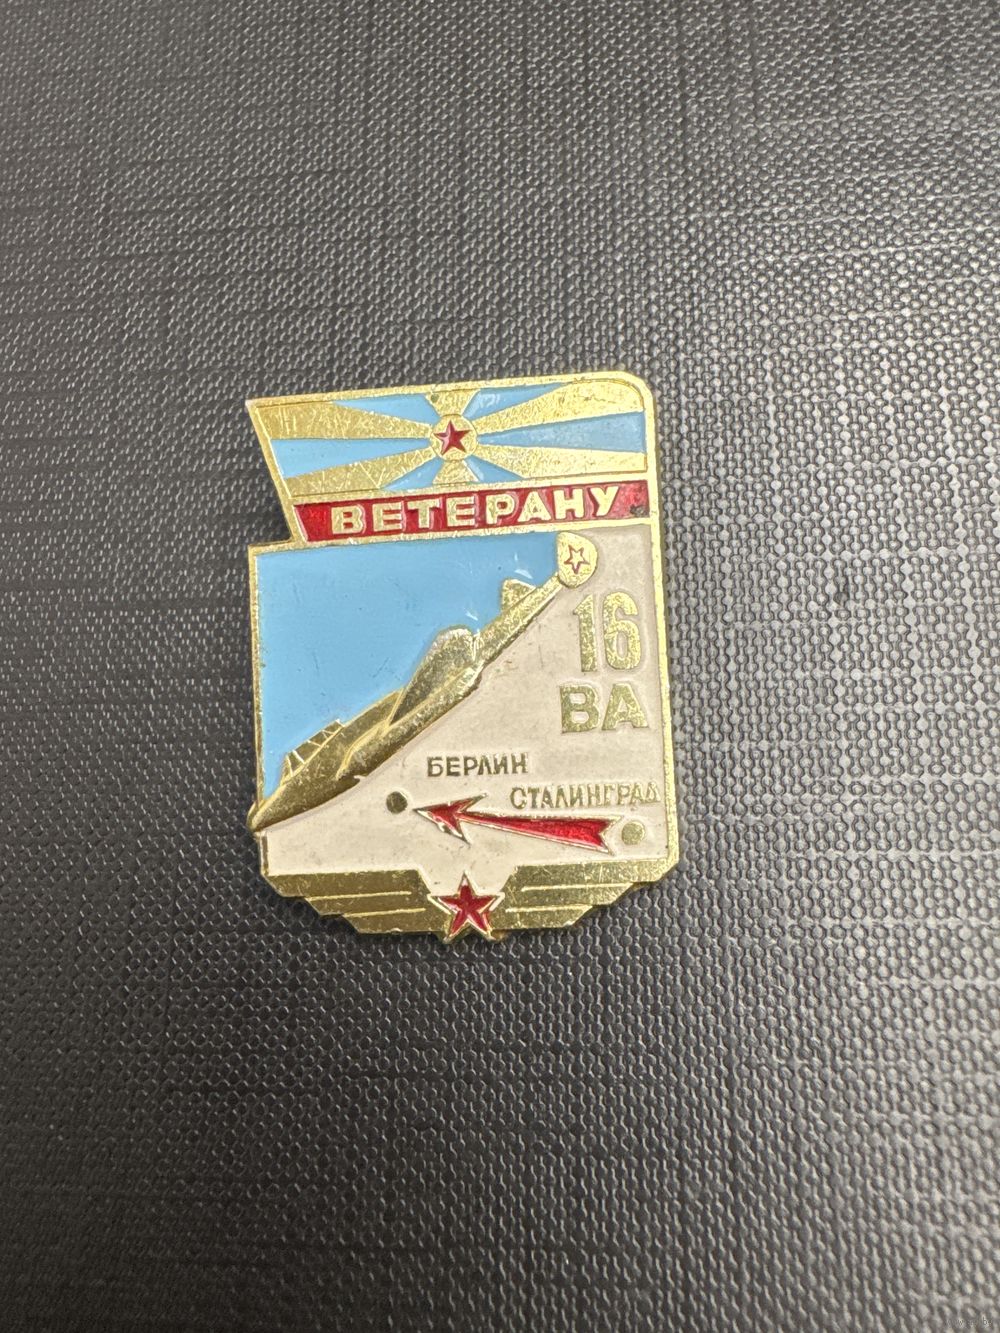 ВЕТЕРАНУ
16
ВА
БЕРЛИН
СТАЛИНГРАД